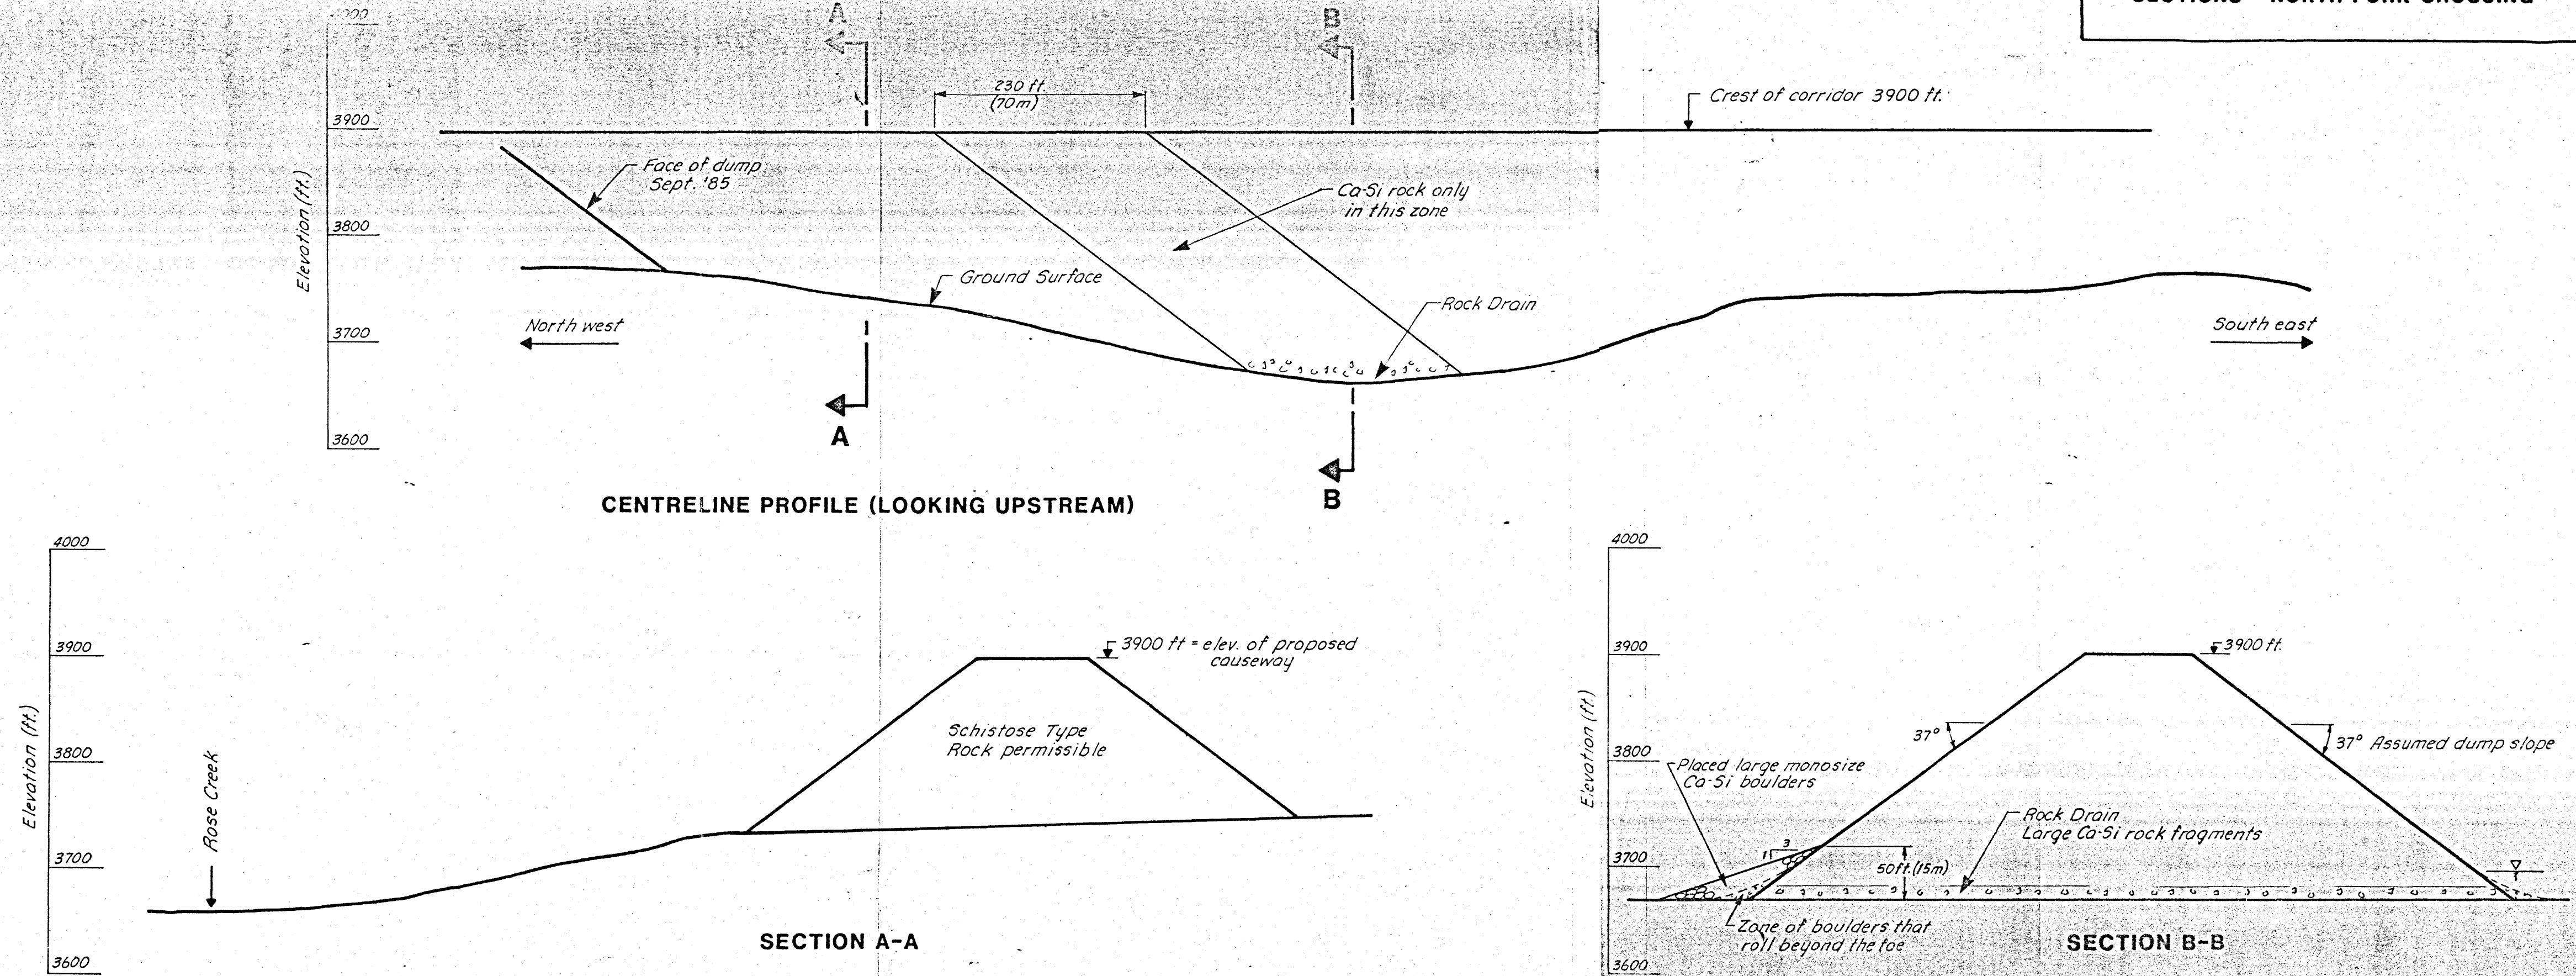 SECTIONS - NORTH FORK CROSSING
A
B
230 ft.
(70m)
Crest of corridor 3900 ft.
3900
Face of dump
Sept. '85
Ca-Si rock only
in this zone
3800
Elevation (ft.)
Ground Surface
Rock Drain
North west
3700
South east
3600
A
B
CENTRELINE PROFILE (LOOKING UPSTREAM)
4000
3900
3900 ft = elev. of proposed
causeway
Schistose Type
Rock permissible
3800
Elevation (ft.)
Rose Creek
3700
3600
SECTION A-A
4000
3900
3900 ft.
37°
37° Assumed dump slope
3800
Elevation (ft.)
Placed large monosize
Ca-Si boulders
Rock Drain
Large Ca-Si rock fragments
1
3
3700
50ft.(15m)
Zone of boulders that
roll beyond the toe
3600
SECTION B-B